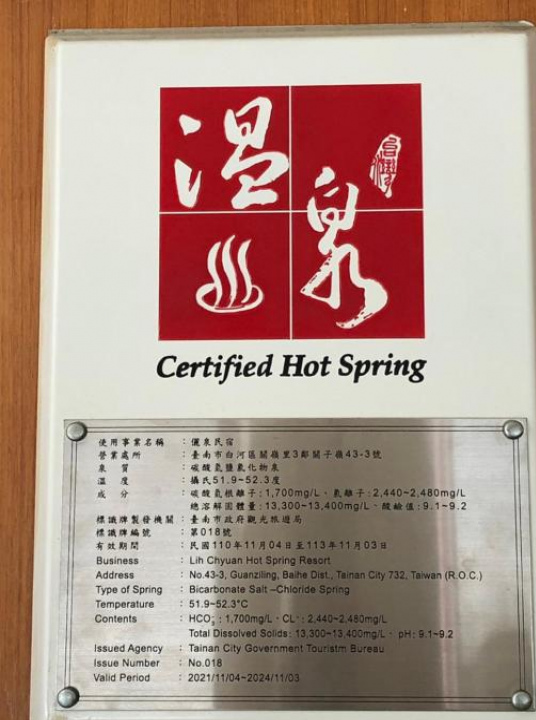 溫泉
台灣
Certified Hot Spring
使用事業名稱：儷泉民宿
營業處所：臺南市白河區關嶺里3鄰關子嶺43-3號
泉質：碳酸氫鹽氯化物泉
溫度：攝氏51.9~52.3度
成分：碳酸氫根離子:1,700mg/L、氯離子:2,440~2,480mg/L
總溶解固體量:13,300~13,400mg/L、酸鹼值:9.1~9.2
標識牌製發機關：臺南市政府觀光旅遊局
標識牌編號：第018號
有效期間：民國110年11月04日至113年11月03日
Business : Lih Chyuan Hot Spring Resort
Address : No.43-3, Guanziling, Baihe Dist., Tainan City 732, Taiwan (R.O.C.)
Type of Spring : Bicarbonate Salt –Chloride Spring
Temperature : 51.9~52.3°C
Contents : HCO₃⁻ : 1,700mg/L、CL⁻ : 2,440~2,480mg/L
Total Dissolved Solids: 13,300~13,400mg/L、pH: 9.1~9.2
Issued Agency : Tainan City Government Touristm Bureau
Issue Number : No.018
Valid Period : 2021/11/04~2024/11/03